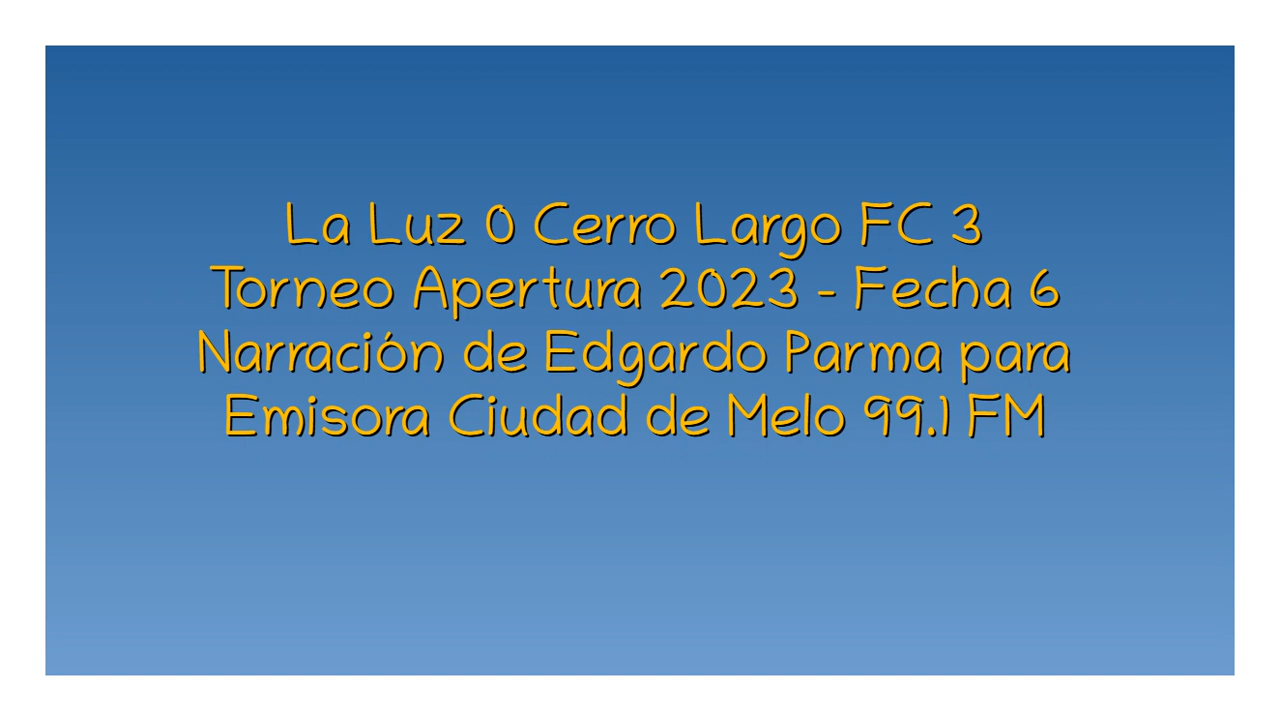 La Luz 0 Cerro Largo FC 3
Torneo Apertura 2023 - Fecha 6
Narración de Edgardo Parma para
Emisora Ciudad de Melo 99.1 FM